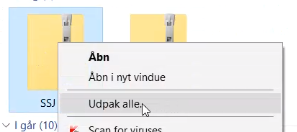 Åbn
Åbn i nyt vindue
SSJ
Udpak alle...
I går (10)
Scan for viruses